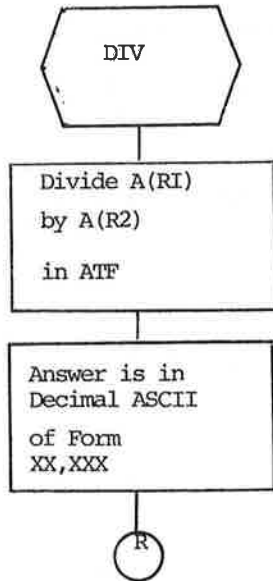 DIV
Divide A(RI)
by A(R2)
in ATF
Answer is in
Decimal ASCII
of Form
XX,XXX
R